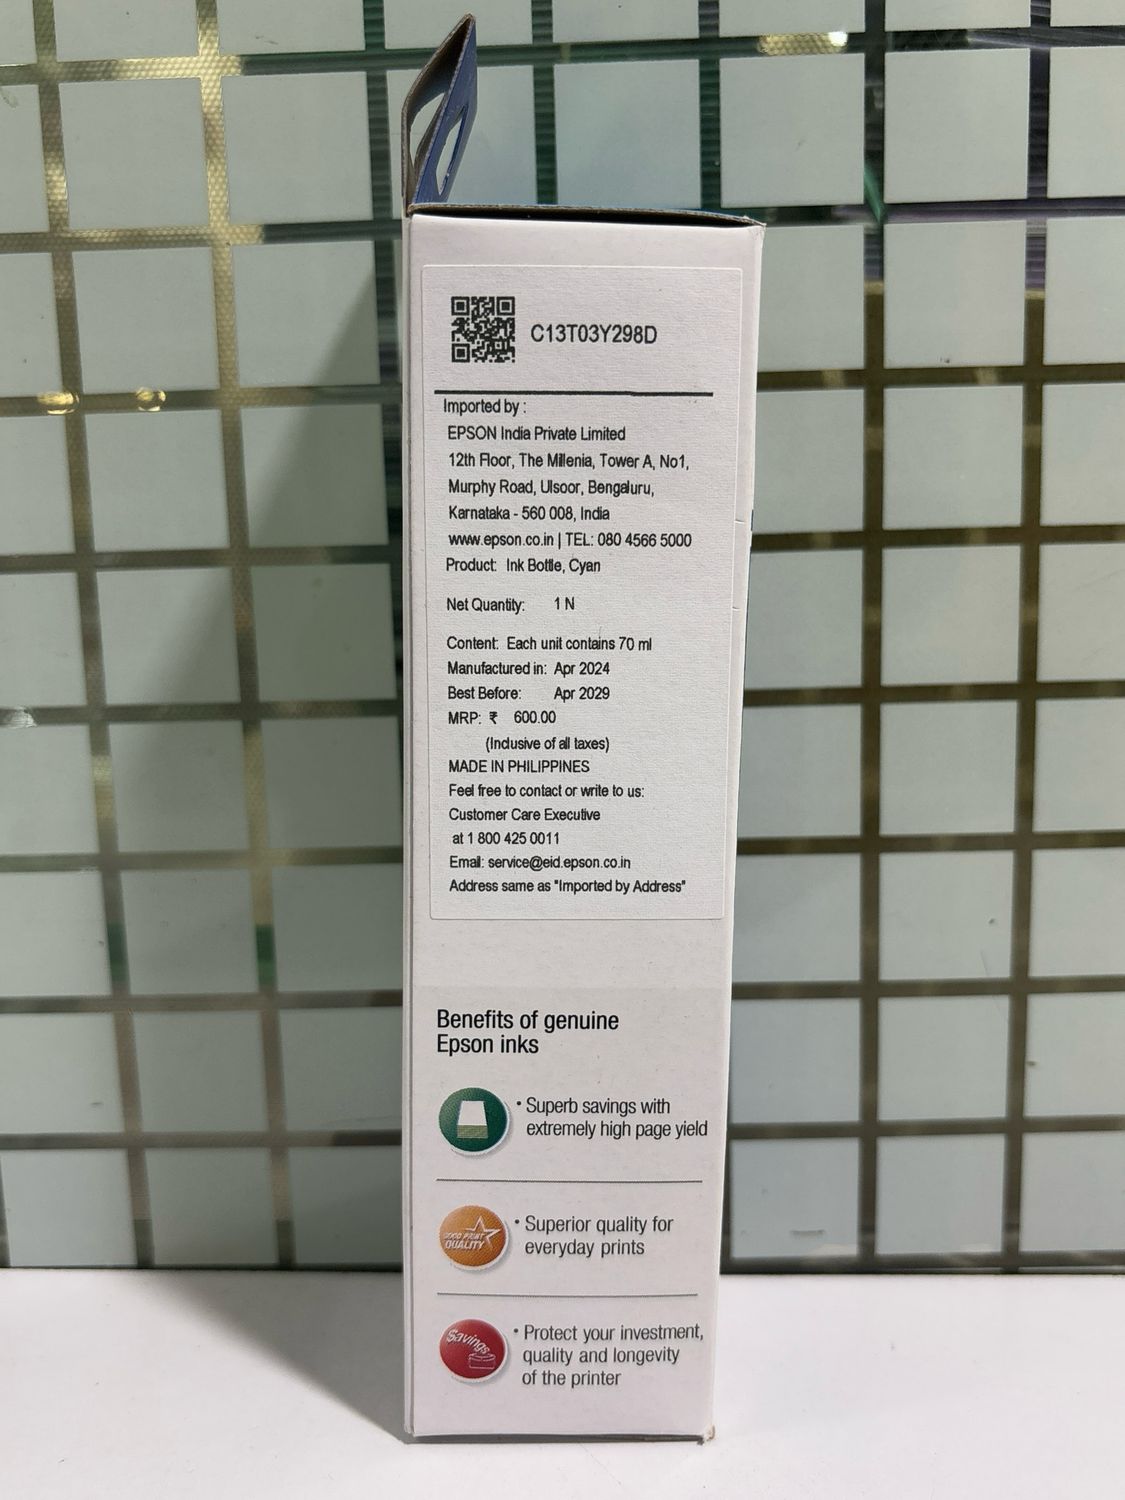 C13T03Y298D
Imported by :
EPSON India Private Limited
12th Floor, The Millenia, Tower A, No1,
Murphy Road, Ulsoor, Bengaluru,
Karnataka - 560 008, India
www.epson.co.in | TEL: 080 4566 5000
Product: Ink Bottle, Cyan
Net Quantity: 1 N
Content: Each unit contains 70 ml
Manufactured in: Apr 2024
Best Before: Apr 2029
MRP: ₹ 600.00
(Inclusive of all taxes)
MADE IN PHILIPPINES
Feel free to contact or write to us:
Customer Care Executive
at 1 800 425 0011
Email: service@eid.epson.co.in
Address same as "Imported by Address"
Benefits of genuine
Epson inks
• Superb savings with
extremely high page yield
GOOD PRINT
QUALITY
• Superior quality for
everyday prints
Savings
• Protect your investment,
quality and longevity
of the printer